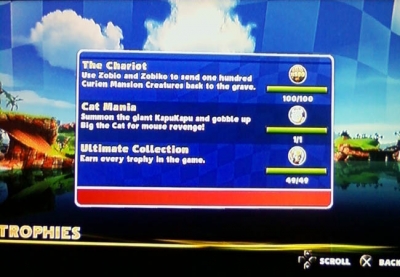 The Chariot
Use Zobio and Zobiko to send one hundred
Curien Mansion Creatures back to the grave.
100/100
Cat Mania
Summon the giant KapuKapu and gobble up
Big the Cat for mouse revenge!
1/1
Ultimate Collection
Earn every trophy in the game.
49/49
TROPHIES
SCROLL
BACK